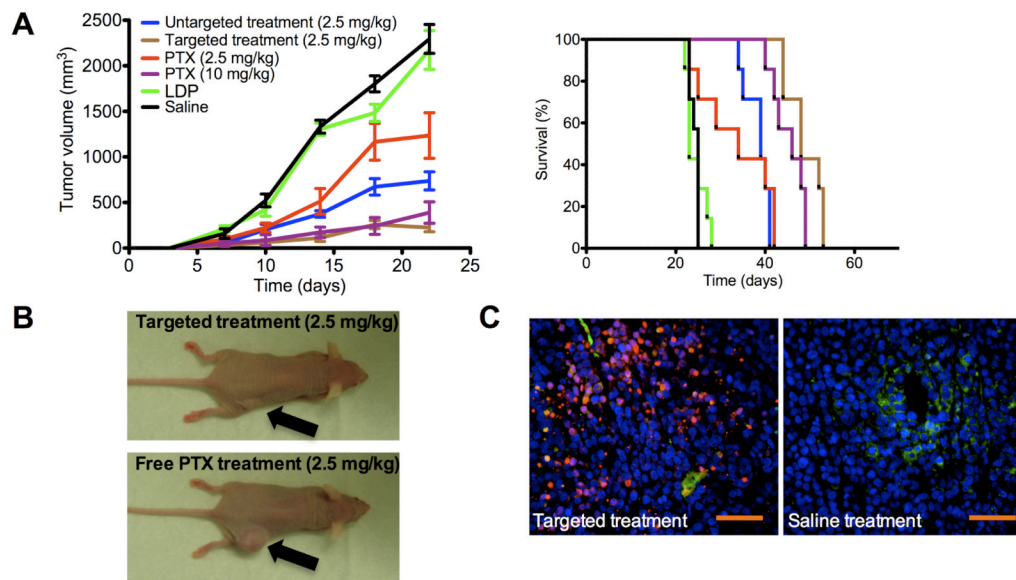 A
Tumor volume (mm³)
2500
2000
1500
1000
500
0
Untargeted treatment (2.5 mg/kg)
Targeted treatment (2.5 mg/kg)
PTX (2.5 mg/kg)
PTX (10 mg/kg)
LDP
Saline
0 5 10 15 20 25
Time (days)
Survival (%)
100
80
60
40
20
0
0 20 40 60
Time (days)
B
Targeted treatment (2.5 mg/kg)
Free PTX treatment (2.5 mg/kg)
C
Targeted treatment
Saline treatment